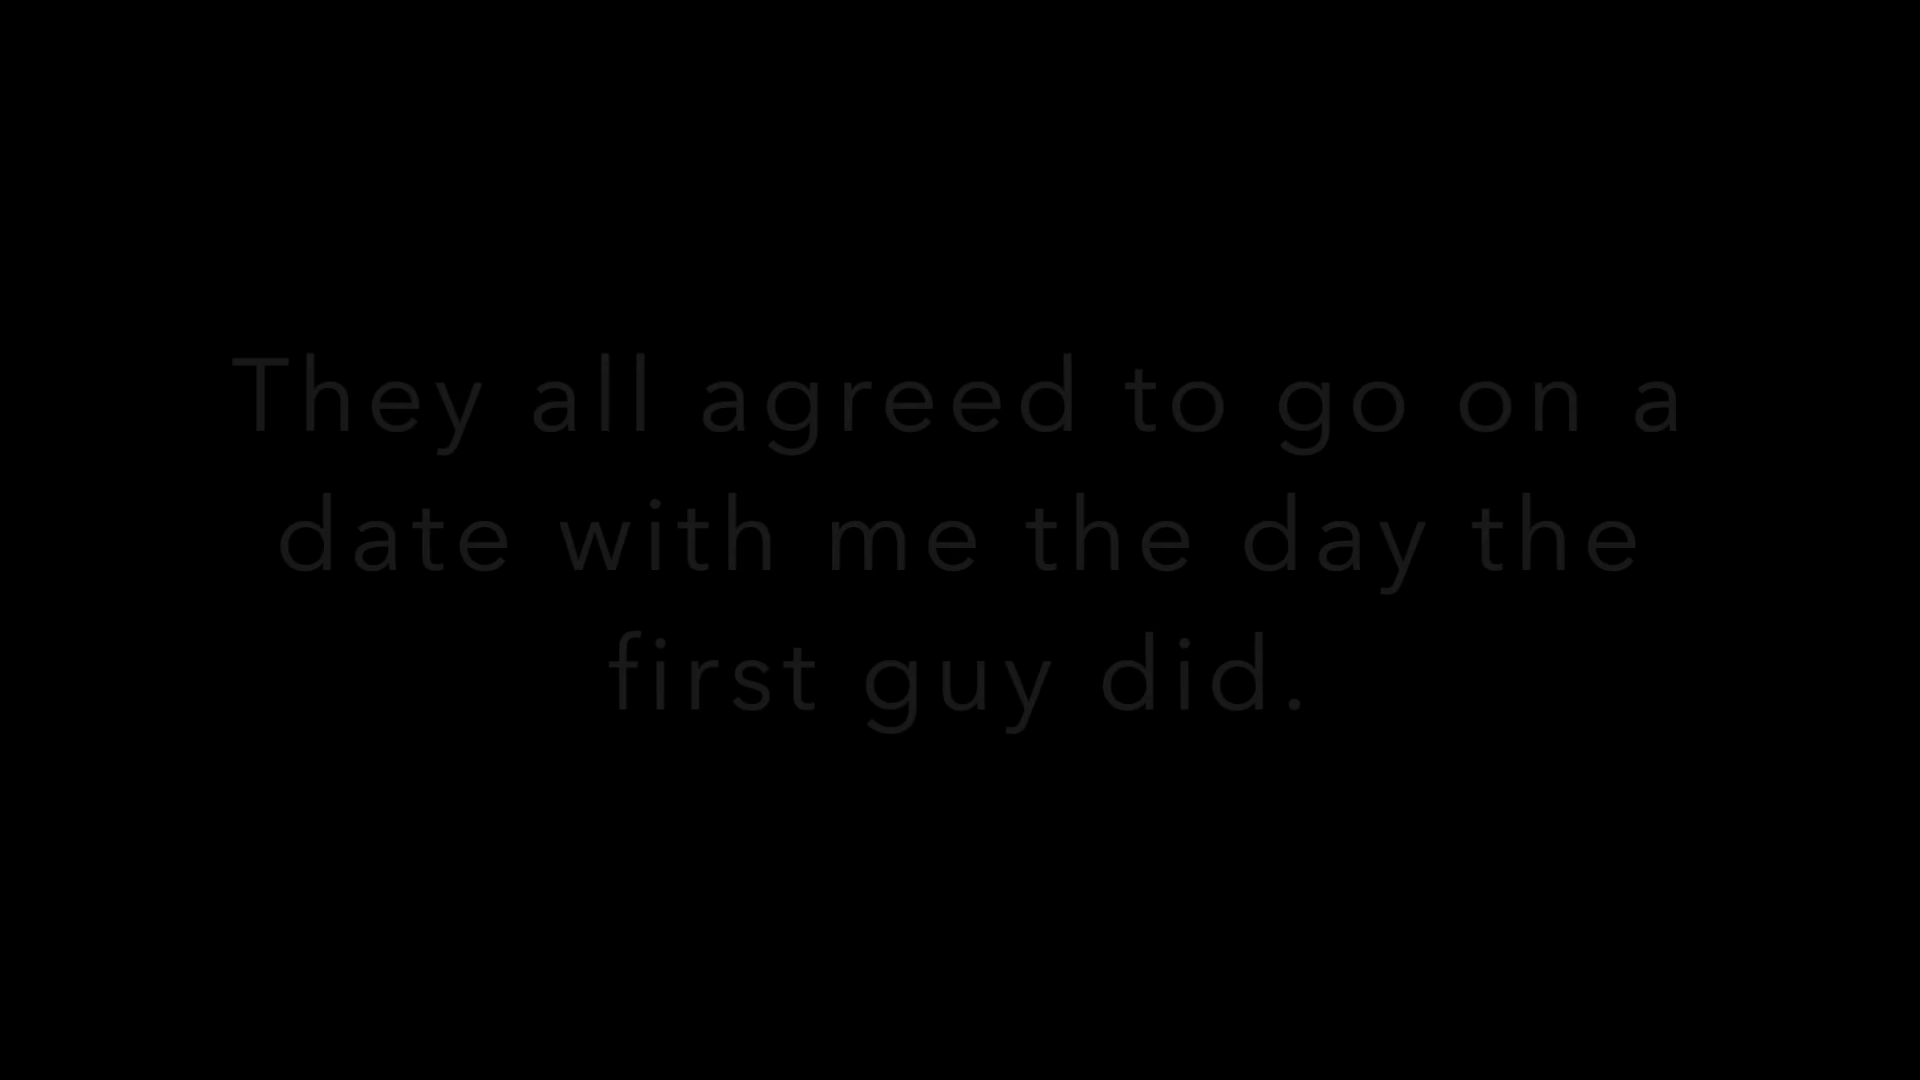 They all agreed to go on a
date with me the day the
first guy did.